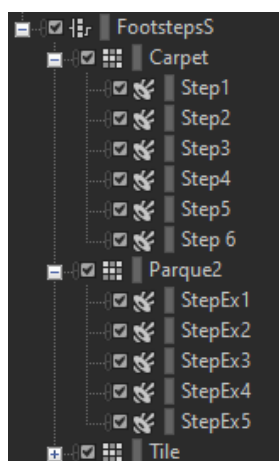 FootstepsS
Carpet
Step1
Step2
Step3
Step4
Step5
Step 6
Parque2
StepEx1
StepEx2
StepEx3
StepEx4
StepEx5
Tile